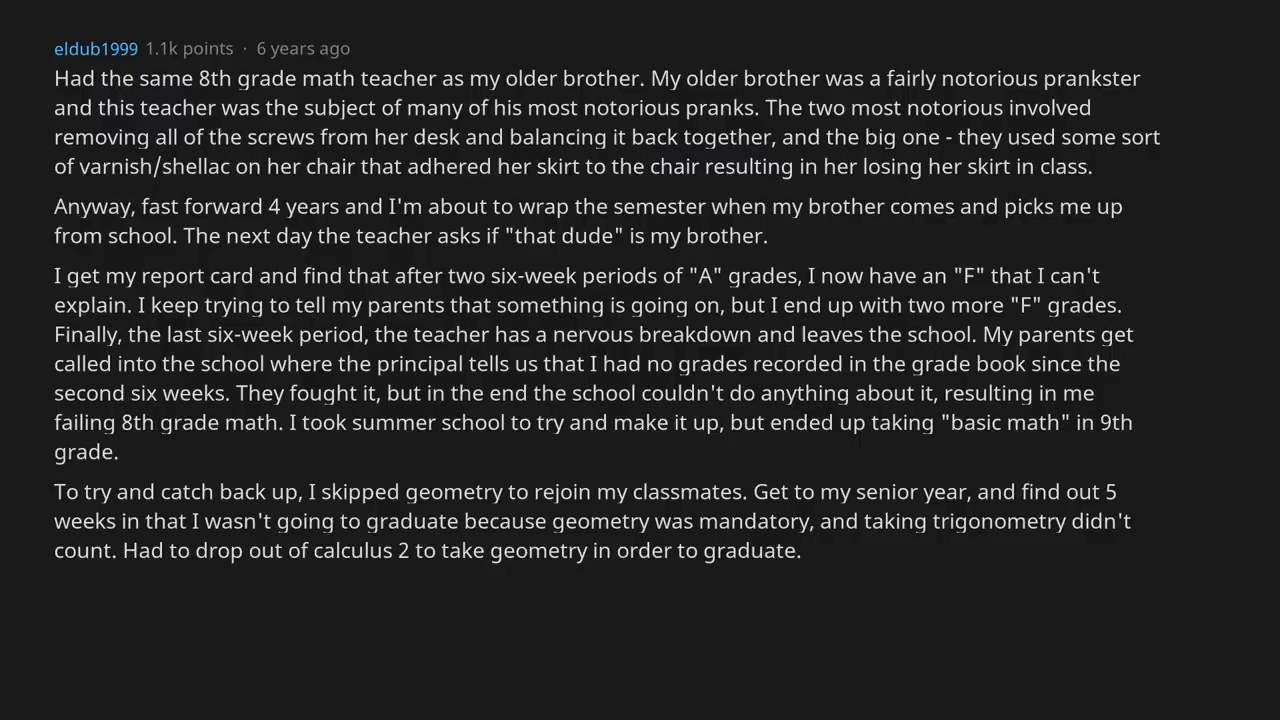 eldub1999 1.1k points · 6 years ago
Had the same 8th grade math teacher as my older brother. My older brother was a fairly notorious prankster
and this teacher was the subject of many of his most notorious pranks. The two most notorious involved
removing all of the screws from her desk and balancing it back together, and the big one - they used some sort
of varnish/shellac on her chair that adhered her skirt to the chair resulting in her losing her skirt in class.
Anyway, fast forward 4 years and I'm about to wrap the semester when my brother comes and picks me up
from school. The next day the teacher asks if "that dude" is my brother.
I get my report card and find that after two six-week periods of "A" grades, I now have an "F" that I can't
explain. I keep trying to tell my parents that something is going on, but I end up with two more "F" grades.
Finally, the last six-week period, the teacher has a nervous breakdown and leaves the school. My parents get
called into the school where the principal tells us that I had no grades recorded in the grade book since the
second six weeks. They fought it, but in the end the school couldn't do anything about it, resulting in me
failing 8th grade math. I took summer school to try and make it up, but ended up taking "basic math" in 9th
grade.
To try and catch back up, I skipped geometry to rejoin my classmates. Get to my senior year, and find out 5
weeks in that I wasn't going to graduate because geometry was mandatory, and taking trigonometry didn't
count. Had to drop out of calculus 2 to take geometry in order to graduate.